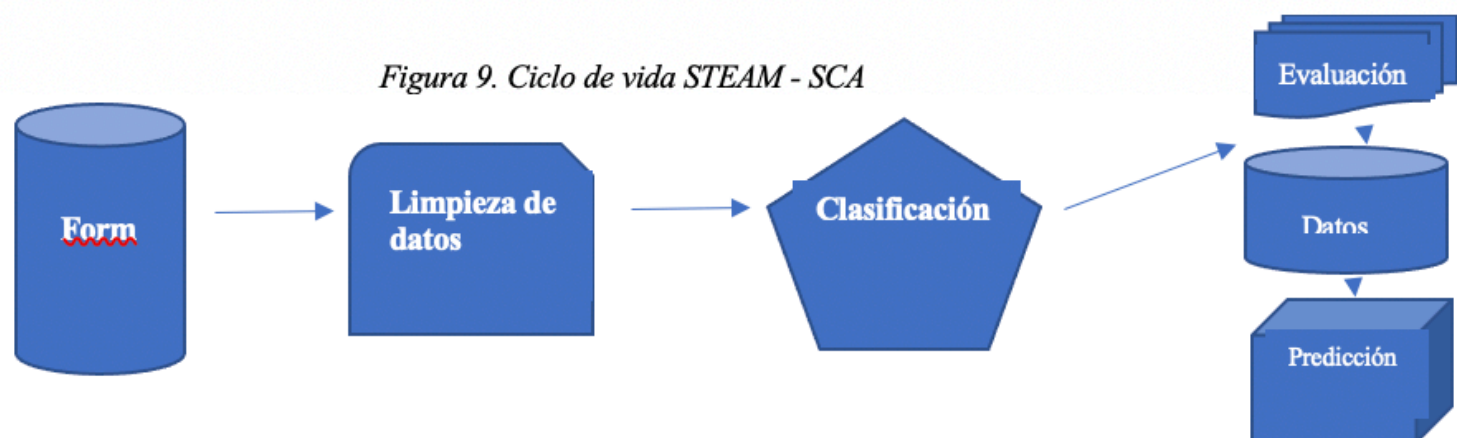 Figura 9. Ciclo de vida STEAM - SCA
Form
Limpieza de
datos
Clasificación
Evaluación
Datos
Predicción